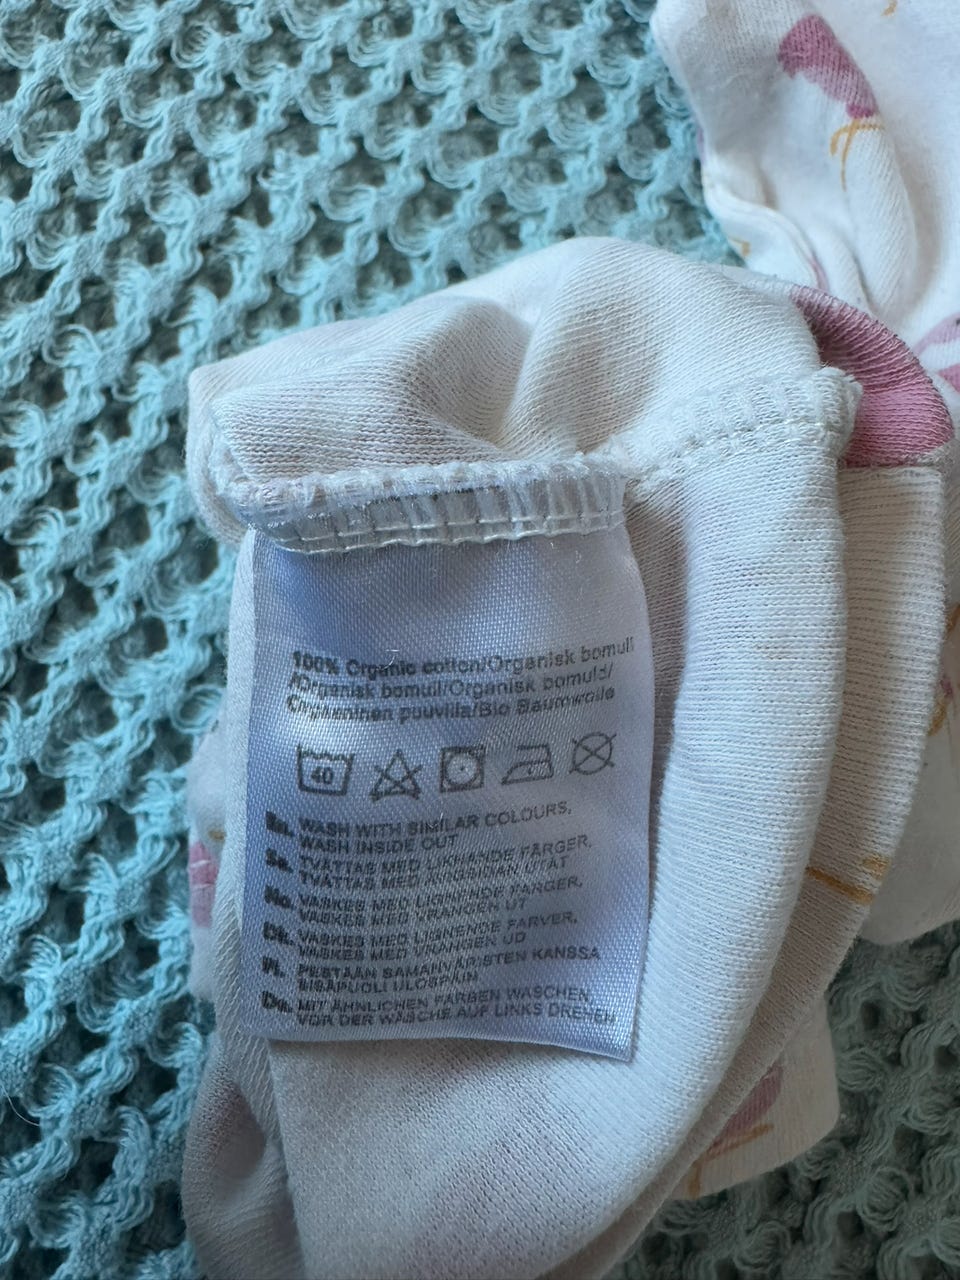 100% Organic cotton/Organisk bomull
/Organisk bomull/Organisk bomuld/
Orgaaninen puuvilla/Bio Baumwolle
40
En. WASH WITH SIMILAR COLOURS,
WASH INSIDE OUT
Se. TVÄTTAS MED LIKNANDE FÄRGER,
TVÄTTAS MED AVIGSIDAN UTÅT
No. VASKES MED LIGNENDE FARGER,
VASKES MED VRANGEN UT
DK. VASKES MED LIGNENDE FARVER,
VASKES MED VRANGEN UD
FI. PESTÄÄN SAMANVÄRISTEN KANSSA
SISÄPUOLI ULOSPÄIN
De. MIT ÄHNLICHEN FARBEN WASCHEN,
VOR DER WÄSCHE AUF LINKS DREHEN